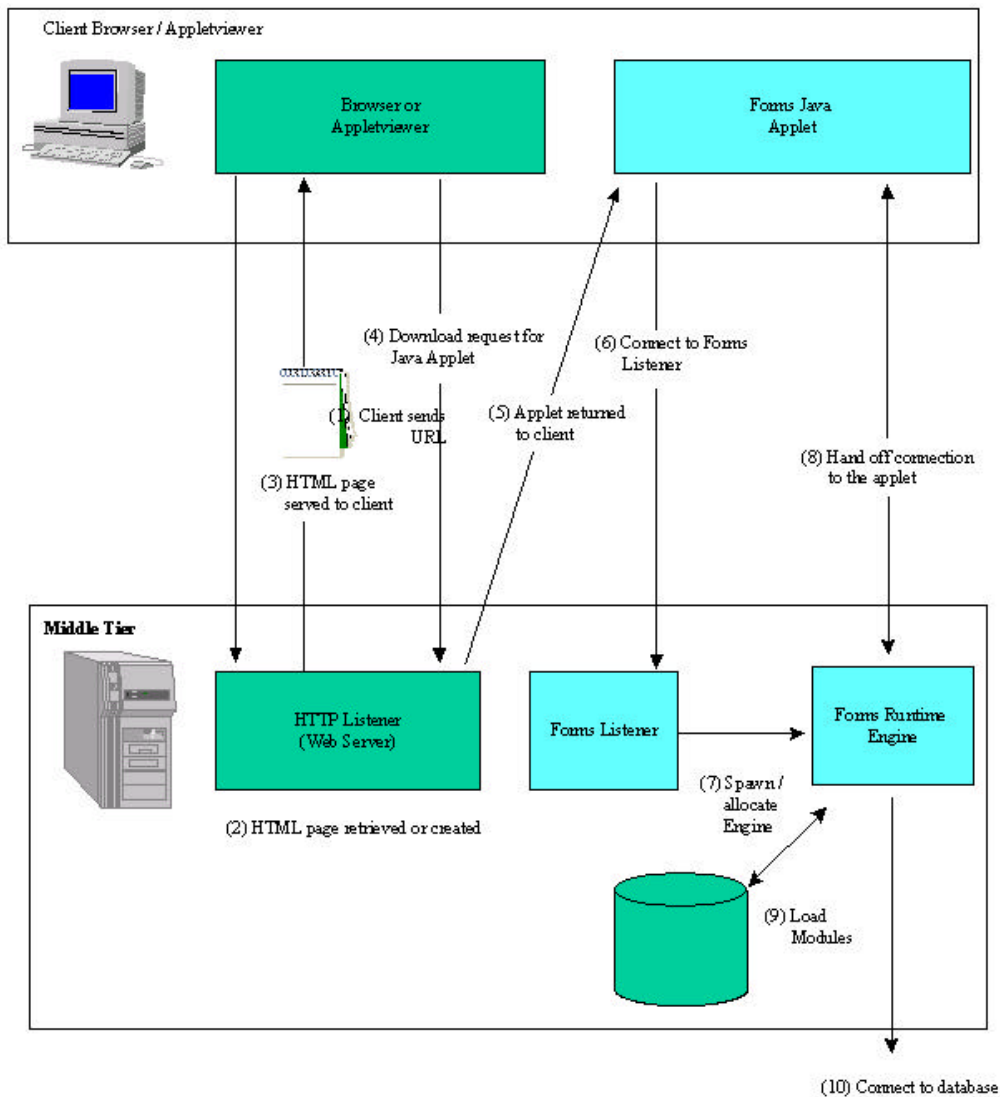 Client Browser / Appletviewer
Browser or
Appletviewer
Forms Java
Applet
(4) Download request for
Java Applet
(6) Connect to Forms
Listener
(1) Client sends
URL
(5) Applet returned
to client
(3) HTML page
served to client
(8) Hand off connection
to the applet
Middle Tier
HTTP Listener
(Web Server)
Forms Listener
Forms Runtime
Engine
(7) Spawn /
allocate
Engine
(2) HTML page retrieved or created
(9) Load
Modules
(10) Connect to database